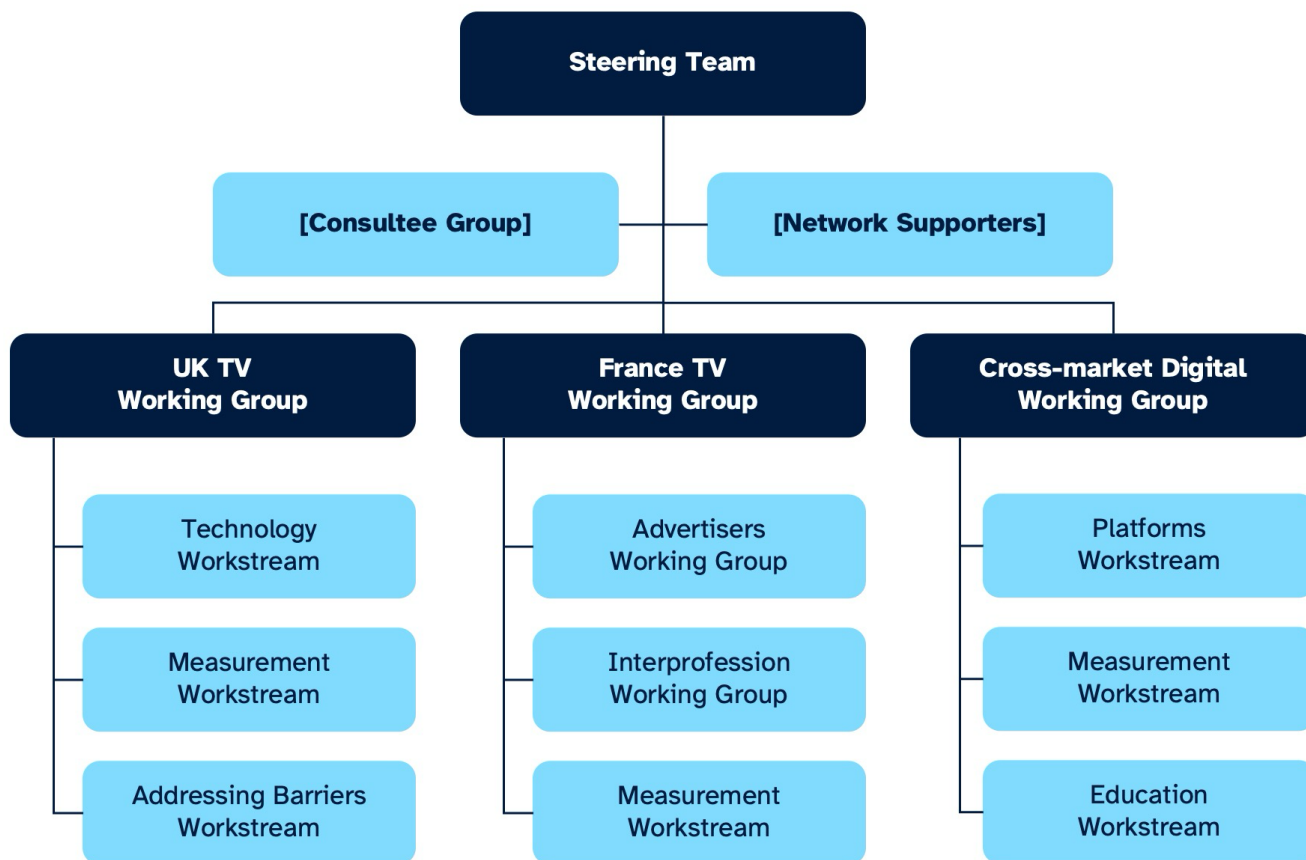 Steering Team
[Consultee Group]
[Network Supporters]
UK TV
Working Group
France TV
Working Group
Cross-market Digital
Working Group
Technology
Workstream
Measurement
Workstream
Addressing Barriers
Workstream
Advertisers
Working Group
Interprofession
Working Group
Measurement
Workstream
Platforms
Workstream
Measurement
Workstream
Education
Workstream